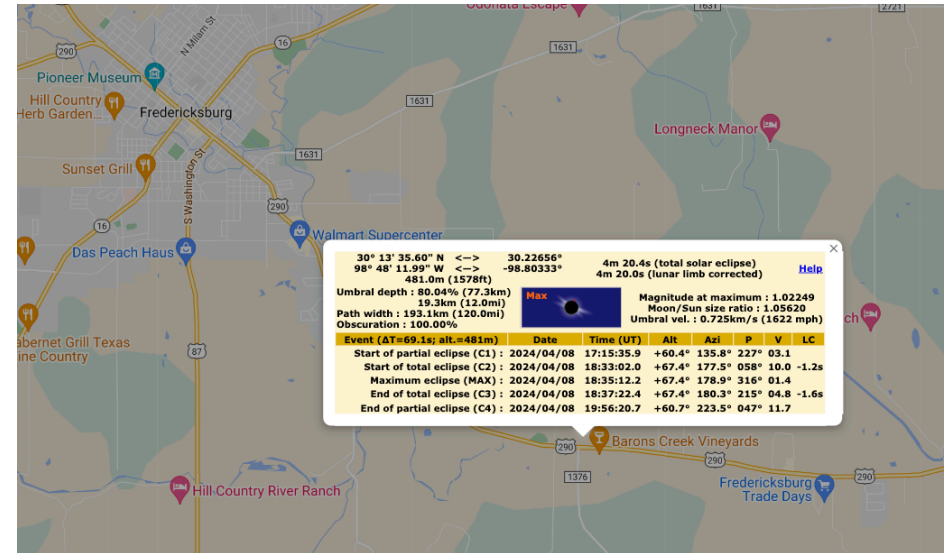 Odonata Escape
1631
2721
290
N Milam St
16
1631
Pioneer Museum
Hill Country
Herb Garden...
Fredericksburg
1631
Longneck Manor
1631
Sunset Grill
S Washington St
290
16
Das Peach Haus
Walmart Supercenter
×
30° 13' 35.60" N <—> 30.22656°
98° 48' 11.99" W <—> -98.80333°
481.0m (1578ft)
4m 20.4s (total solar eclipse)
4m 20.0s (lunar limb corrected)
Help
Umbral depth : 80.04% (77.3km)
19.3km (12.0mi)
Path width : 193.1km (120.0mi)
Obscuration : 100.00%
Max
Magnitude at maximum : 1.02249
Moon/Sun size ratio : 1.05620
Umbral vel. : 0.725km/s (1622 mph)
Event (ΔT=69.1s; alt.=481m) Date Time (UT) Alt Azi P V LC
Start of partial eclipse (C1) : 2024/04/08 17:15:35.9 +60.4° 135.8° 227° 03.1
Start of total eclipse (C2) : 2024/04/08 18:33:02.0 +67.4° 177.5° 058° 10.0 -1.2s
Maximum eclipse (MAX) : 2024/04/08 18:35:12.2 +67.4° 178.9° 316° 01.4
End of total eclipse (C3) : 2024/04/08 18:37:22.4 +67.4° 180.3° 215° 04.8 -1.6s
End of partial eclipse (C4) : 2024/04/08 19:56:20.7 +60.7° 223.5° 047° 11.7
ch
abernet Grill Texas
ine Country
87
290
Barons Creek Vineyards
290
290
1376
Hill Country River Ranch
Fredericksburg
Trade Days